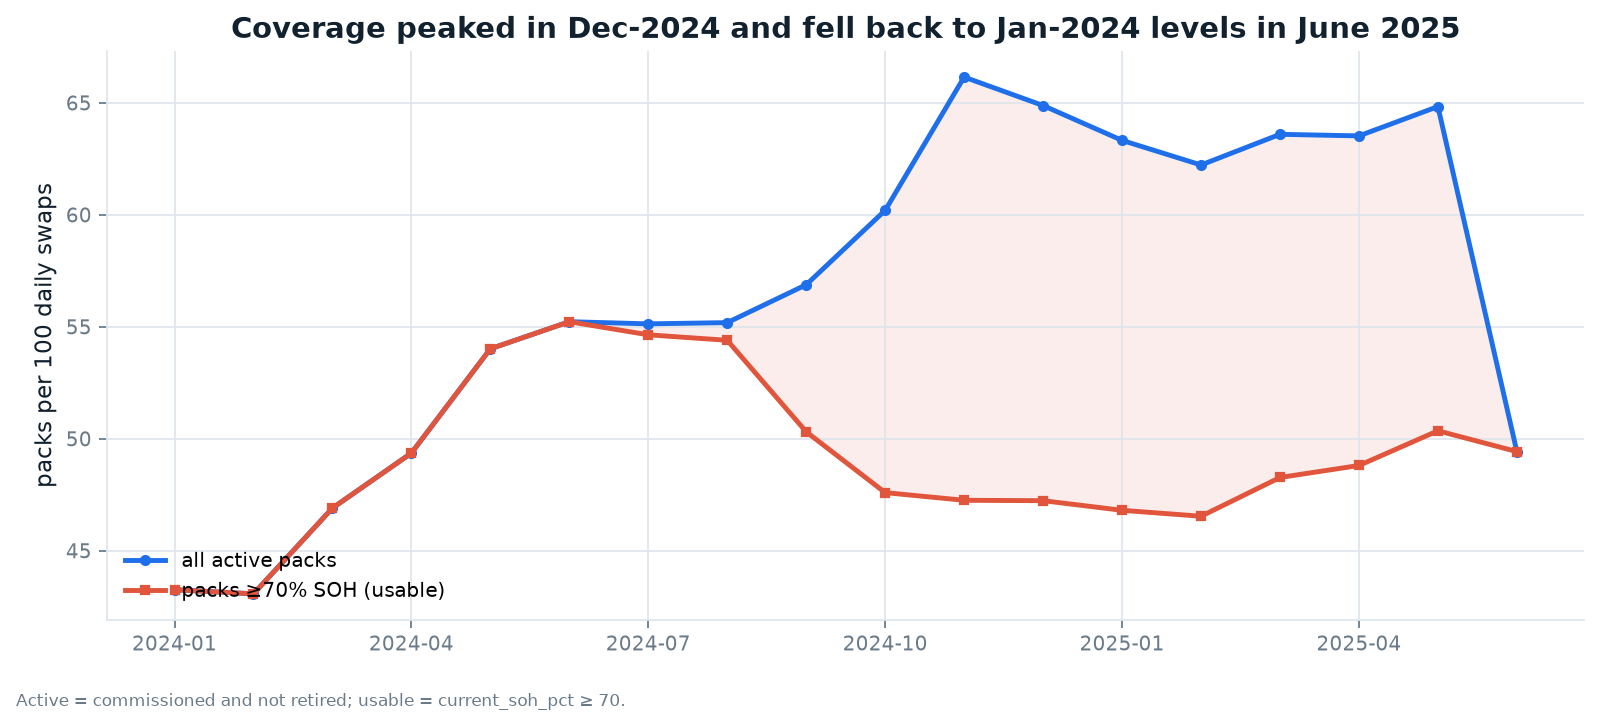 Coverage peaked in Dec-2024 and fell back to Jan-2024 levels in June 2025
packs per 100 daily swaps
65
60
55
50
45
all active packs
packs ≥70% SOH (usable)
2024-01
2024-04
2024-07
2024-10
2025-01
2025-04
Active = commissioned and not retired; usable = current_soh_pct ≥ 70.